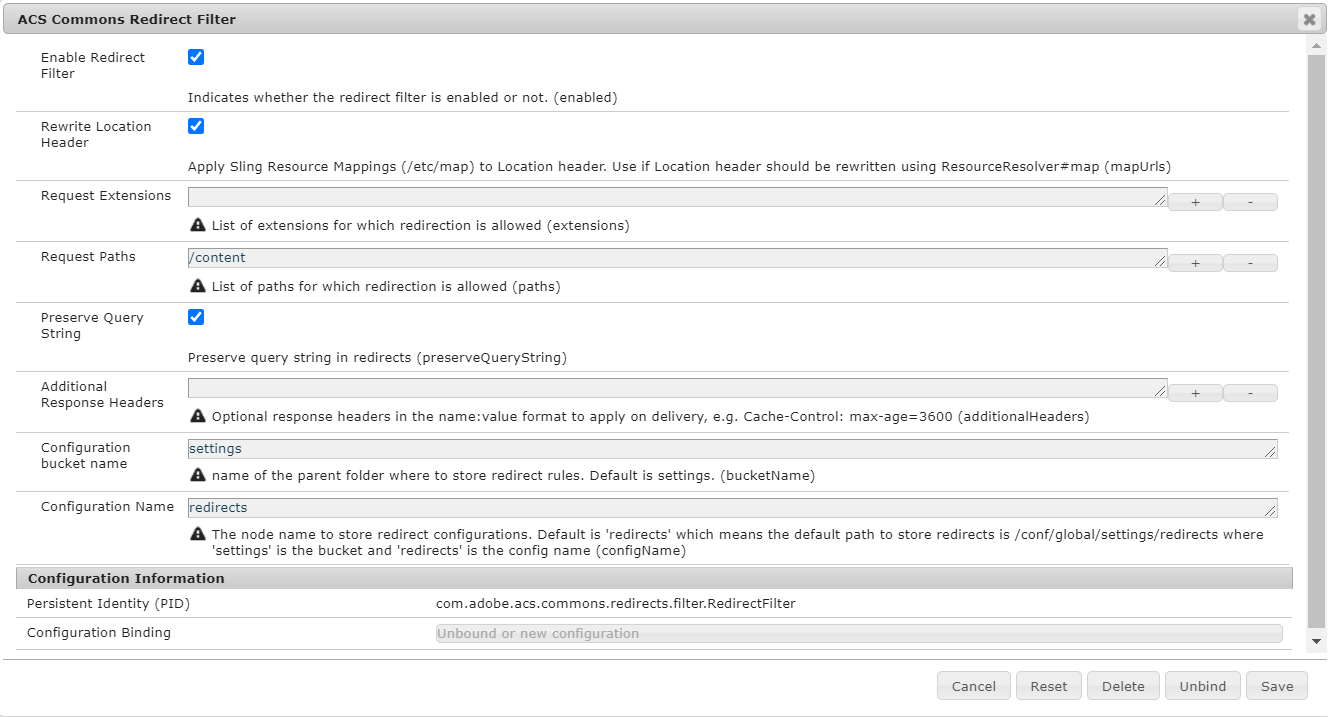 ACS Commons Redirect Filter
Enable Redirect
Filter
Indicates whether the redirect filter is enabled or not. (enabled)
Rewrite Location
Header
Apply Sling Resource Mappings (/etc/map) to Location header. Use if Location header should be rewritten using ResourceResolver#map (mapUrls)
Request Extensions
+ -
List of extensions for which redirection is allowed (extensions)
Request Paths
/content
+ -
List of paths for which redirection is allowed (paths)
Preserve Query
String
Preserve query string in redirects (preserveQueryString)
Additional
Response Headers
+ -
Optional response headers in the name:value format to apply on delivery, e.g. Cache-Control: max-age=3600 (additionalHeaders)
Configuration
bucket name
settings
name of the parent folder where to store redirect rules. Default is settings. (bucketName)
Configuration Name
redirects
The node name to store redirect configurations. Default is 'redirects' which means the default path to store redirects is /conf/global/settings/redirects where
'settings' is the bucket and 'redirects' is the config name (configName)
Configuration Information
Persistent Identity (PID) com.adobe.acs.commons.redirects.filter.RedirectFilter
Configuration Binding Unbound or new configuration
Cancel Reset Delete Unbind Save